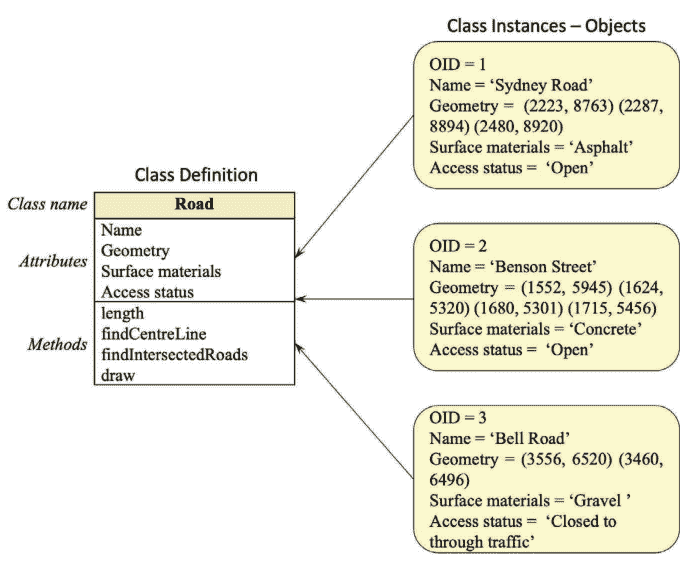 Class Instances – Objects
OID = 1
Name = ‘Sydney Road’
Geometry = (2223, 8763) (2287,
8894) (2480, 8920)
Surface materials = ‘Asphalt’
Access status = ‘Open’
Class Definition
Class name
Road
Attributes
Name
Geometry
Surface materials
Access status
Methods
length
findCentreLine
findIntersectedRoads
draw
OID = 2
Name = ‘Benson Street’
Geometry = (1552, 5945) (1624,
5320) (1680, 5301) (1715, 5456)
Surface materials = ‘Concrete’
Access status = ‘Open’
OID = 3
Name = ‘Bell Road’
Geometry = (3556, 6520) (3460,
6496)
Surface materials = ‘Gravel ’
Access status = ‘Closed to
through traffic’